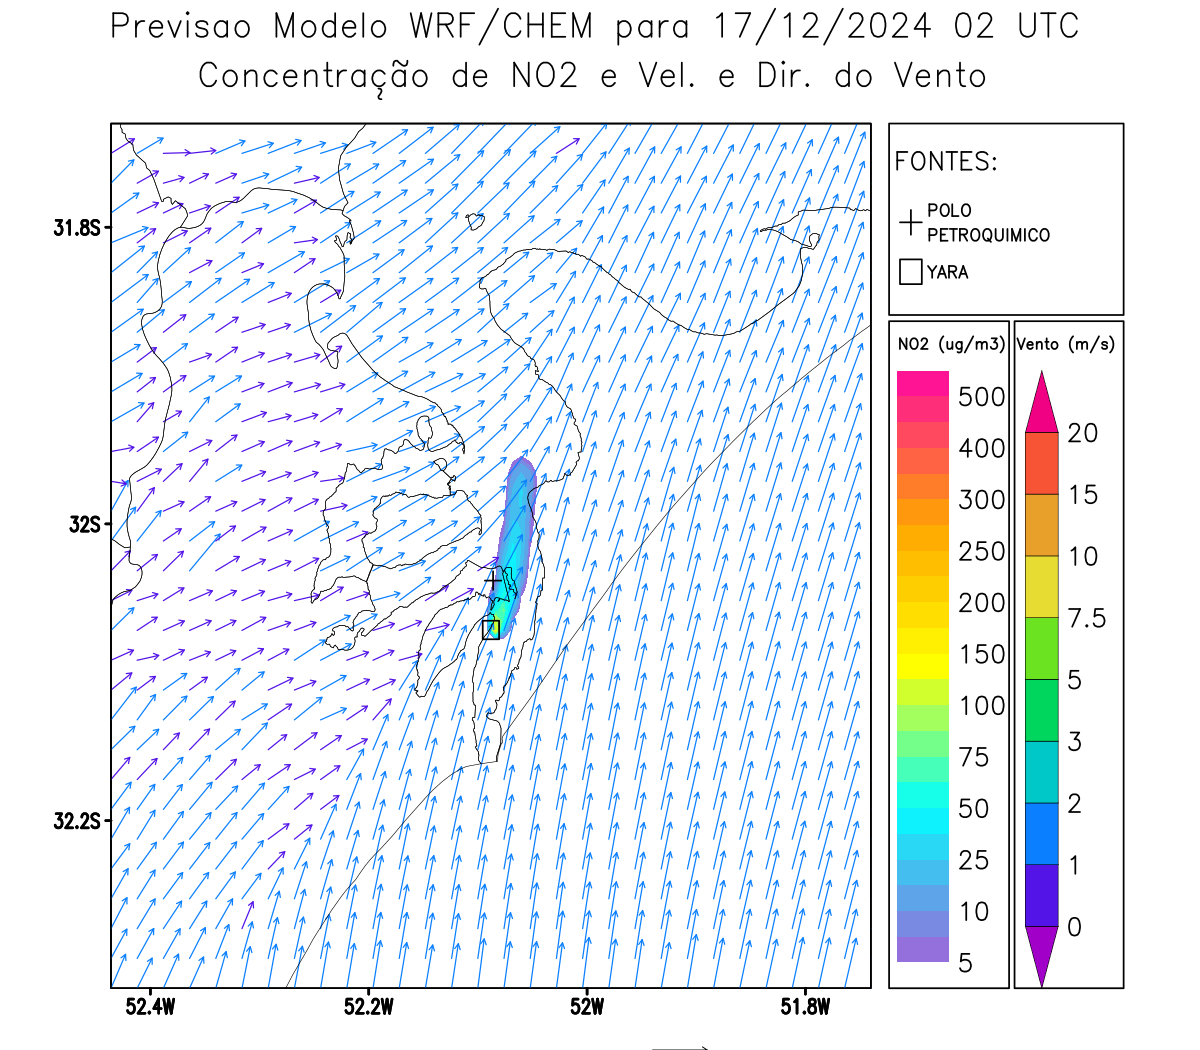 Previsao Modelo WRF/CHEM para 17/12/2024 02 UTC
Concentração de NO2 e Vel. e Dir. do Vento
FONTES:
POLO
PETROQUIMICO
YARA
NO2 (ug/m3)
Vento (m/s)
500
400
300
250
200
150
100
75
50
25
10
5
20
15
10
7.5
5
3
2
1
0
31.8S
32S
32.2S
52.4W
52.2W
52W
51.8W